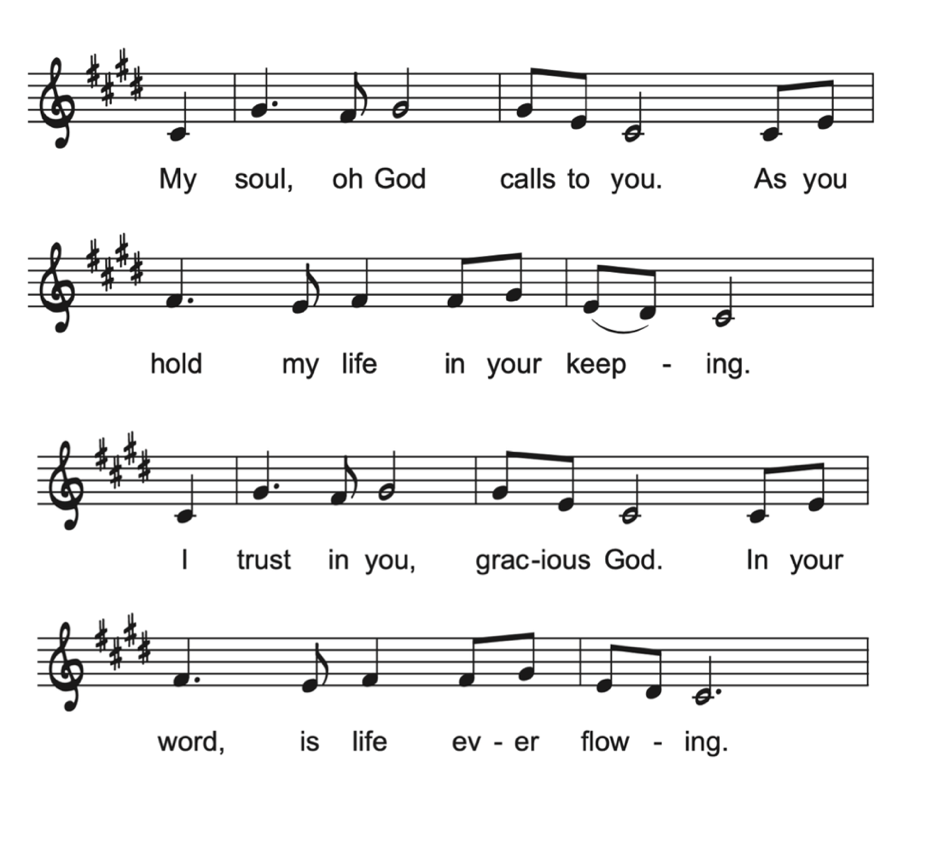 My soul, oh God calls to you. As you
hold my life in your keep - ing.
I trust in you, grac-ious God. In your
word, is life ev - er flow - ing.